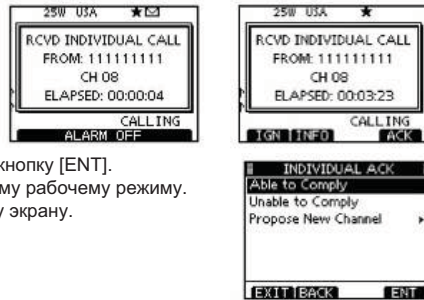 25W USA ★✉
RCVD INDIVIDUAL CALL
FROM: 111111111
CH 08
ELAPSED: 00:00:04
CALLING
ALARM OFF
25W USA ★
RCVD INDIVIDUAL CALL
FROM: 111111111
CH 08
ELAPSED: 00:03:23
CALLING
IGN INFO ACK
кнопку [ENT].
му рабочему режиму.
у экрану.
INDIVIDUAL ACK
Able to Comply
Unable to Comply
Propose New Channel
EXIT BACK ENT